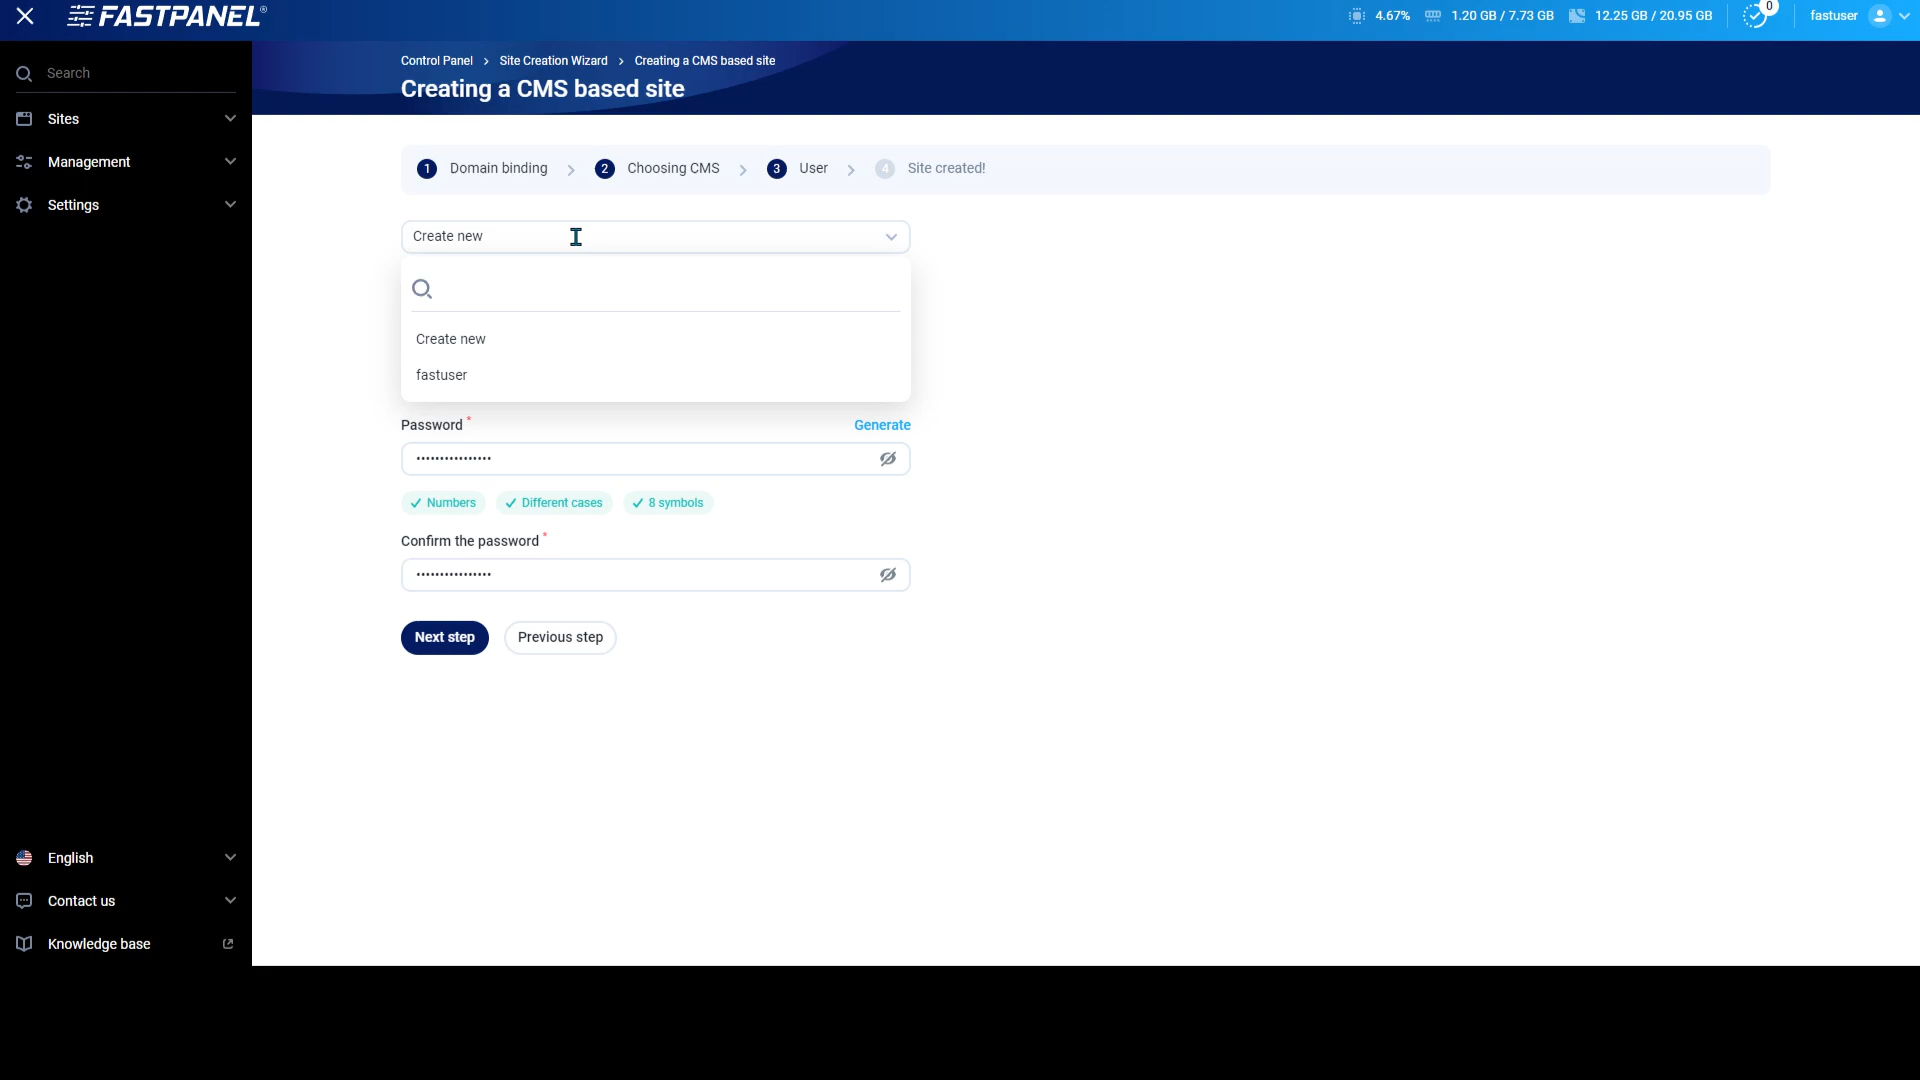 FASTPANEL®
4.67%
1.20 GB / 7.73 GB
12.25 GB / 20.95 GB
0
fastuser
Search
Sites
Management
Settings
Control Panel > Site Creation Wizard > Creating a CMS based site
Creating a CMS based site
1 Domain binding > 2 Choosing CMS > 3 User > 4 Site created!
Create new
Create new
fastuser
Password *
Generate
••••••••••••••••
Numbers
Different cases
8 symbols
Confirm the password *
••••••••••••••••
Next step
Previous step
English
Contact us
Knowledge base